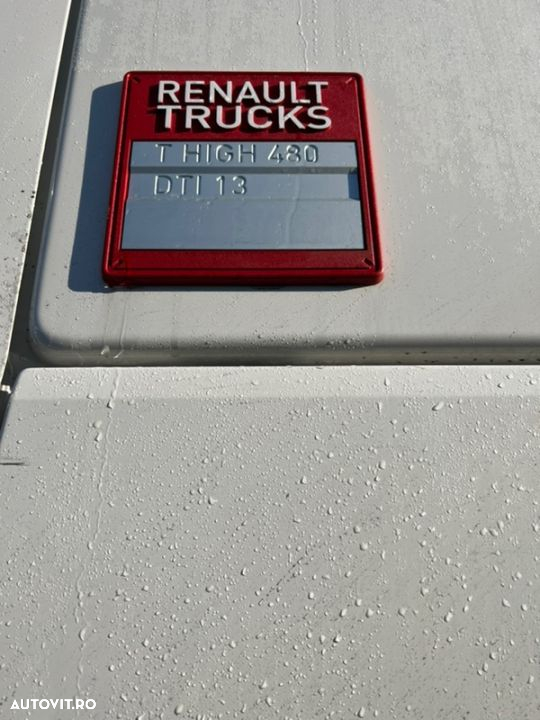 RENAULT
TRUCKS
T HIGH 480
DTI 13
AUTOVIT.RO